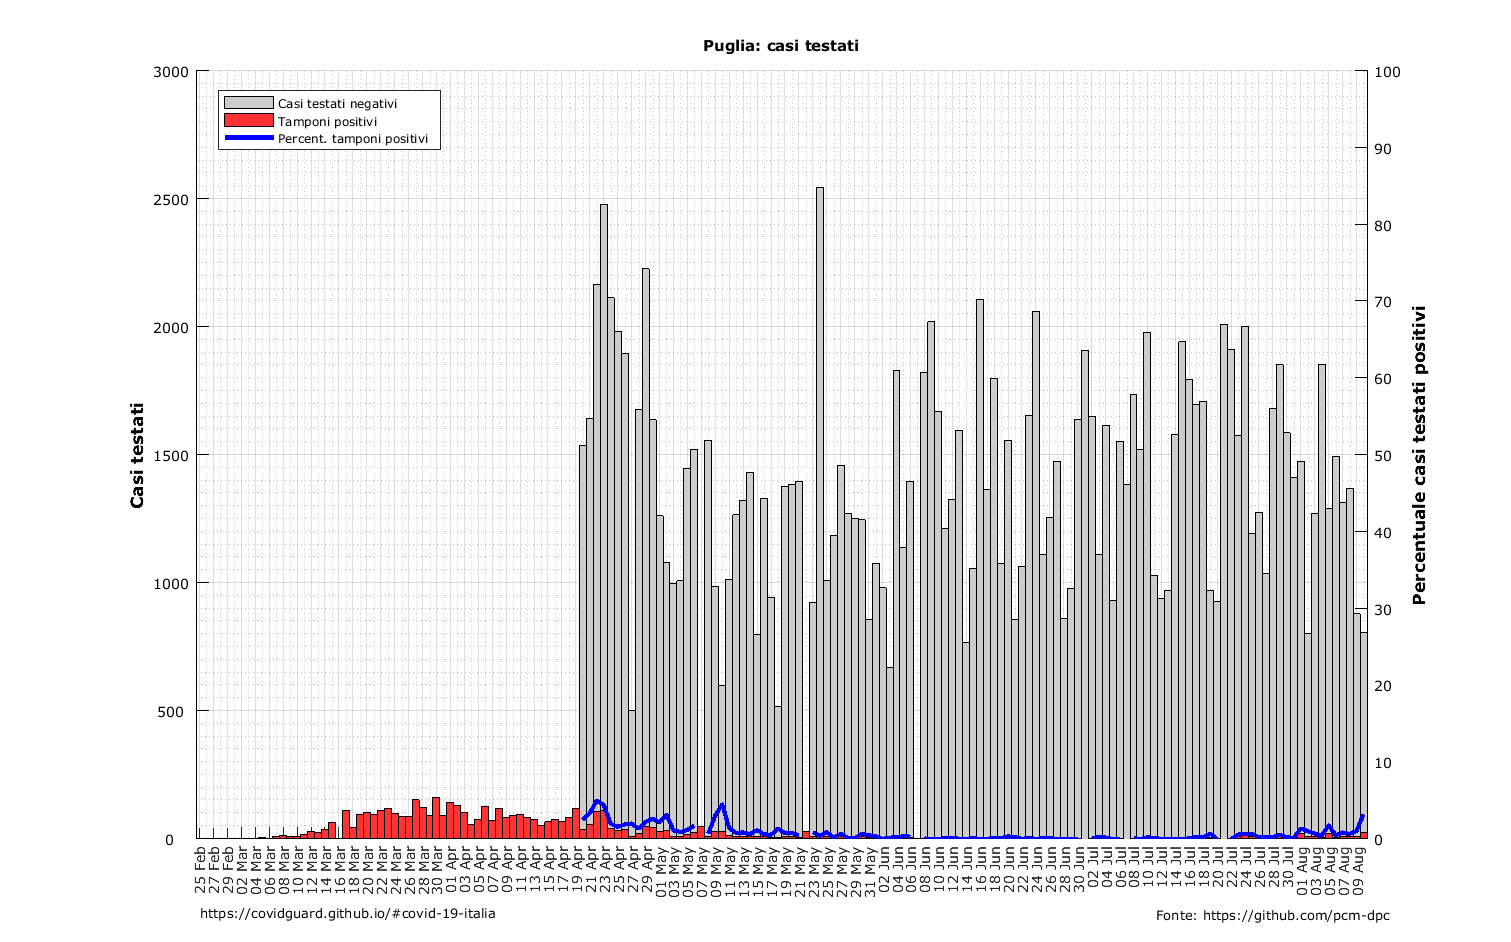 Puglia: casi testati
3000
2500
2000
1500
1000
500
0
Casi testati
Casi testati negativi
Tamponi positivi
Percent. tamponi positivi
100
90
80
70
60
50
40
30
20
10
0
Percentuale casi testati positivi
25 Feb
27 Feb
29 Feb
02 Mar
04 Mar
06 Mar
08 Mar
10 Mar
12 Mar
14 Mar
16 Mar
18 Mar
20 Mar
22 Mar
24 Mar
26 Mar
28 Mar
30 Mar
01 Apr
03 Apr
05 Apr
07 Apr
09 Apr
11 Apr
13 Apr
15 Apr
17 Apr
19 Apr
21 Apr
23 Apr
25 Apr
27 Apr
29 Apr
01 May
03 May
05 May
07 May
09 May
11 May
13 May
15 May
17 May
19 May
21 May
23 May
25 May
27 May
29 May
31 May
02 Jun
04 Jun
06 Jun
08 Jun
10 Jun
12 Jun
14 Jun
16 Jun
18 Jun
20 Jun
22 Jun
24 Jun
26 Jun
28 Jun
30 Jun
02 Jul
04 Jul
06 Jul
08 Jul
10 Jul
12 Jul
14 Jul
16 Jul
18 Jul
20 Jul
22 Jul
24 Jul
26 Jul
28 Jul
30 Jul
01 Aug
03 Aug
05 Aug
07 Aug
09 Aug
https://covidguard.github.io/#covid-19-italia
Fonte: https://github.com/pcm-dpc